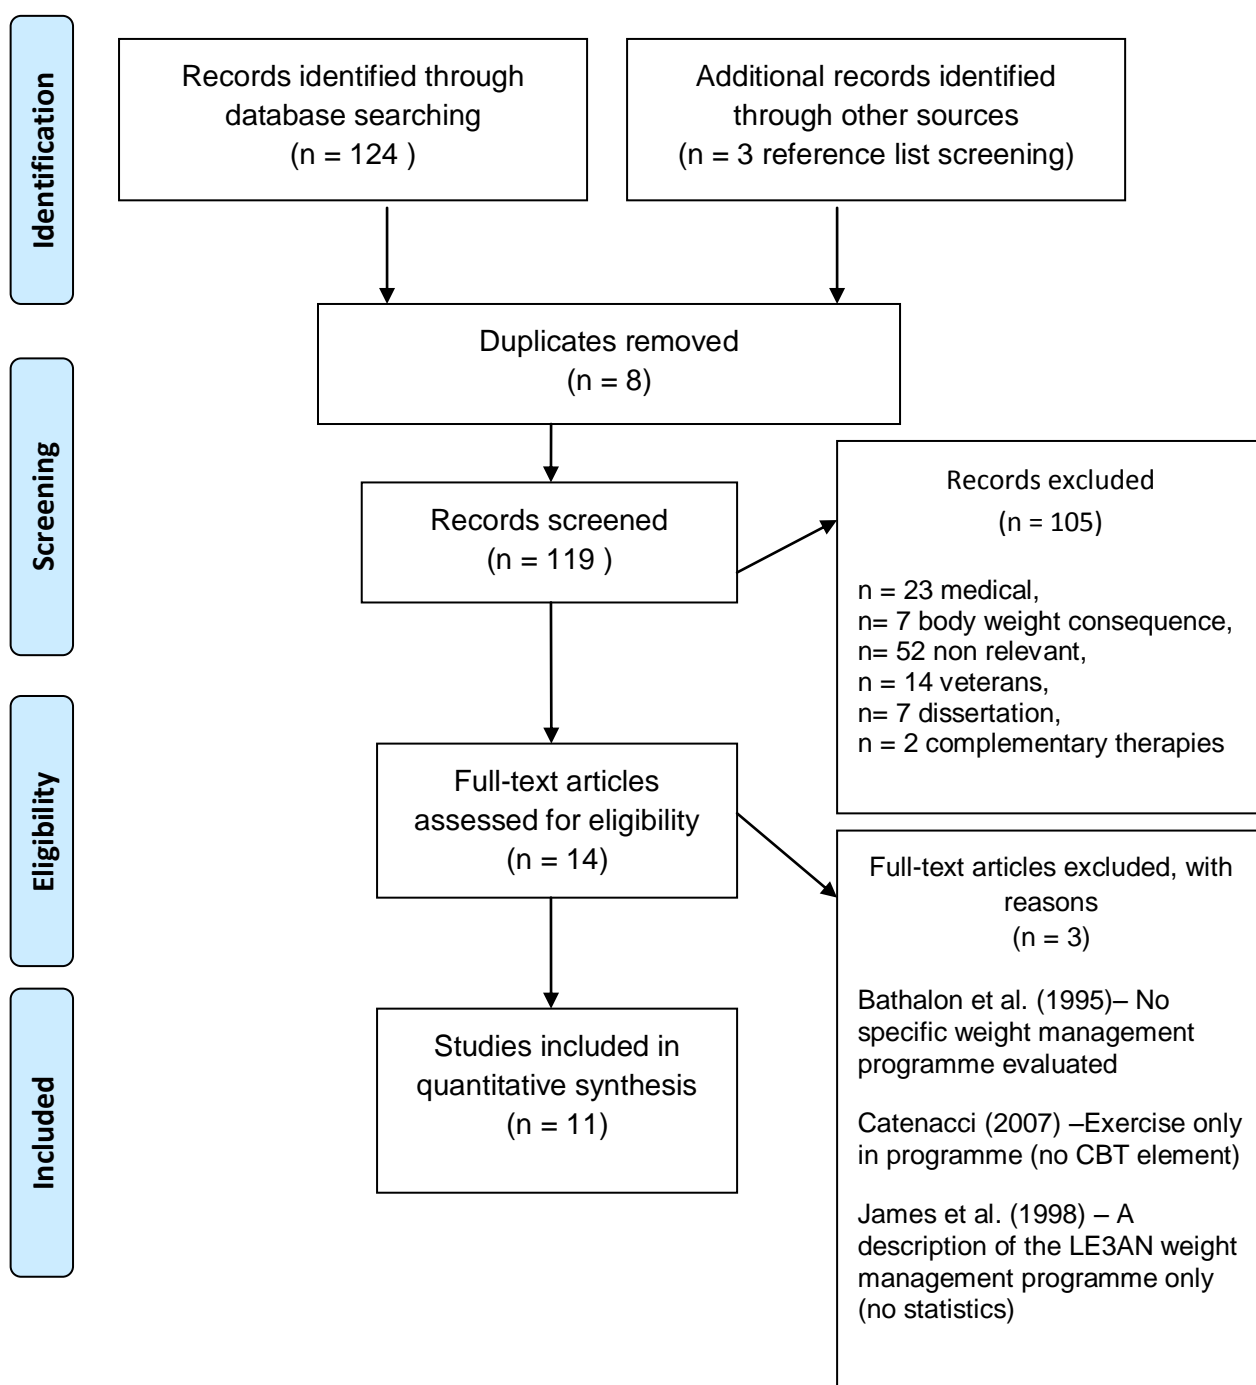 Identification
Records identified through
database searching
(n = 124 )
Additional records identified
through other sources
(n = 3 reference list screening)
Duplicates removed
(n = 8)
Screening
Records screened
(n = 119 )
Records excluded
(n = 105)
n = 23 medical,
n= 7 body weight consequence,
n= 52 non relevant,
n = 14 veterans,
n= 7 dissertation,
n = 2 complementary therapies
Eligibility
Full-text articles
assessed for eligibility
(n = 14)
Full-text articles excluded, with
reasons
(n = 3)
Bathalon et al. (1995)– No
specific weight management
programme evaluated
Catenacci (2007) –Exercise only
in programme (no CBT element)
James et al. (1998) – A
description of the LE3AN weight
management programme only
(no statistics)
Included
Studies included in
quantitative synthesis
(n = 11)